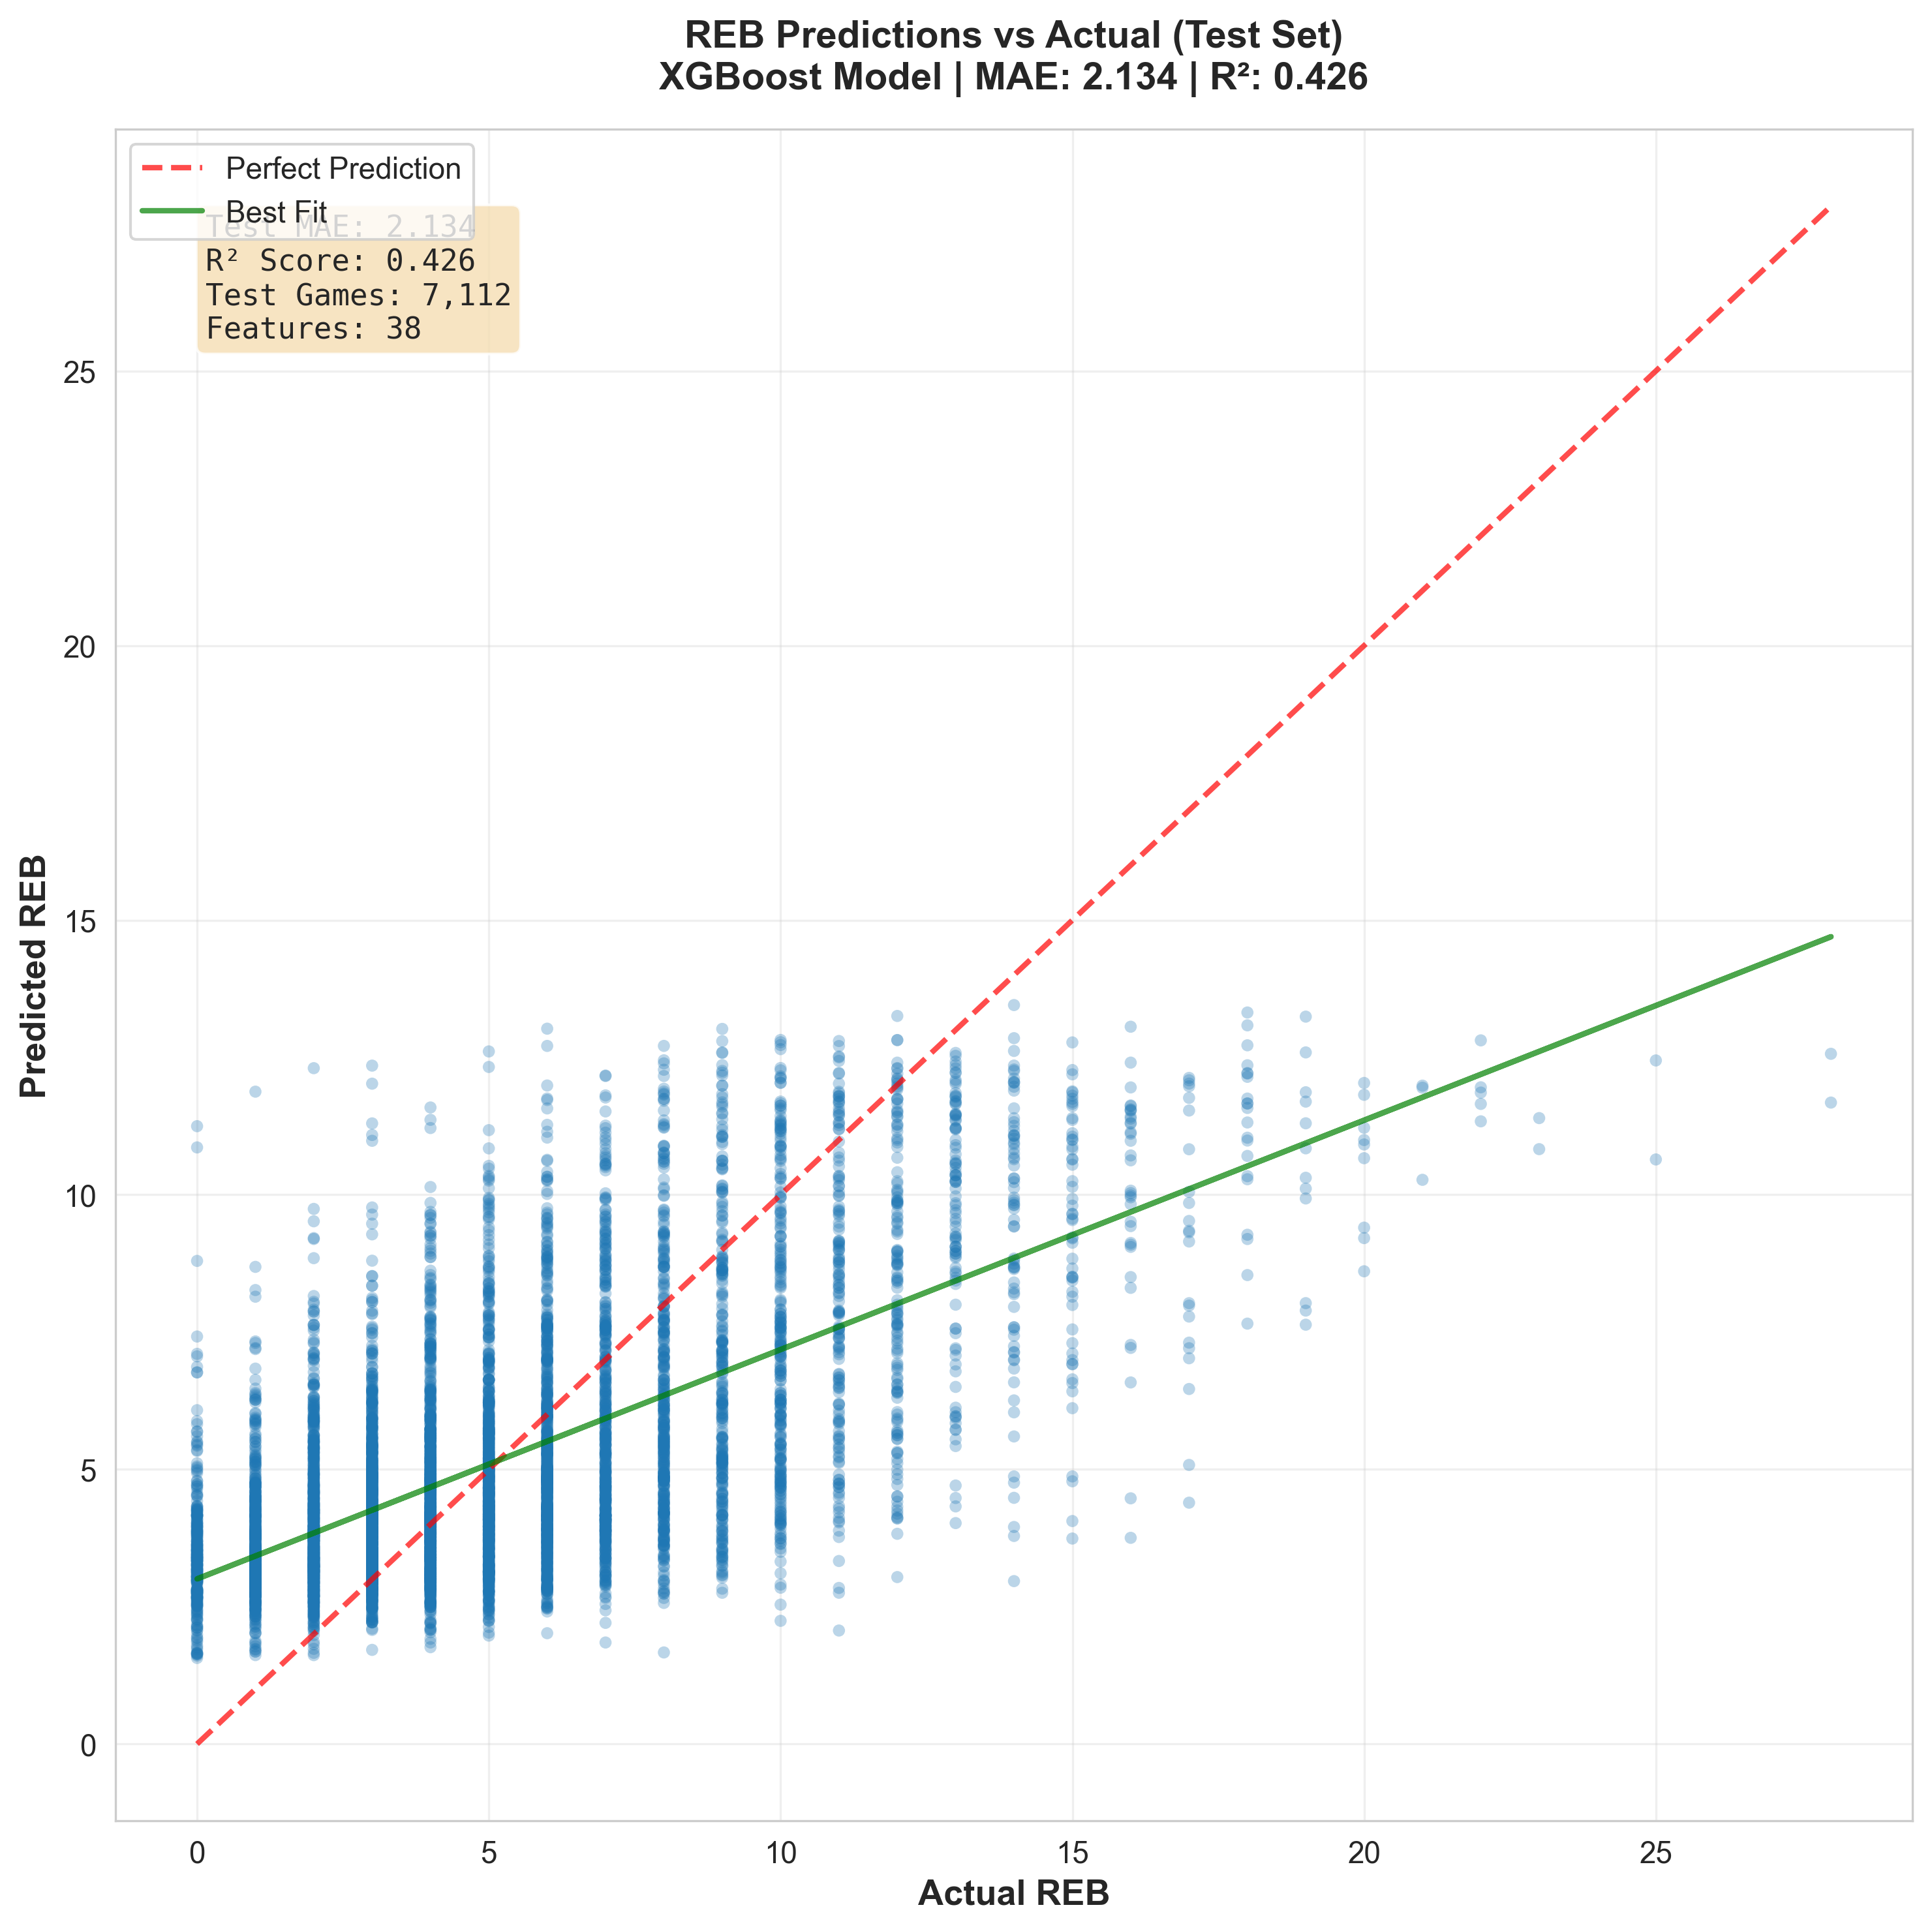 REB Predictions vs Actual (Test Set)
XGBoost Model | MAE: 2.134 | R²: 0.426
Perfect Prediction
Best Fit
Test MAE: 2.134
R² Score: 0.426
Test Games: 7,112
Features: 38
25
20
15
10
5
0
Predicted REB
0 5 10 15 20 25
Actual REB